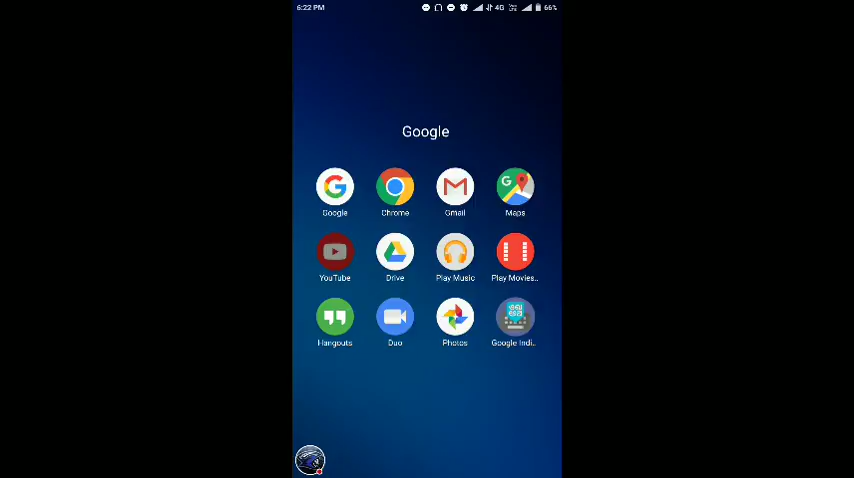 6:22 PM 4G 66%
Google
Google Chrome Gmail Maps
YouTube Drive Play Music Play Movies..
Hangouts Duo Photos Google Indi..